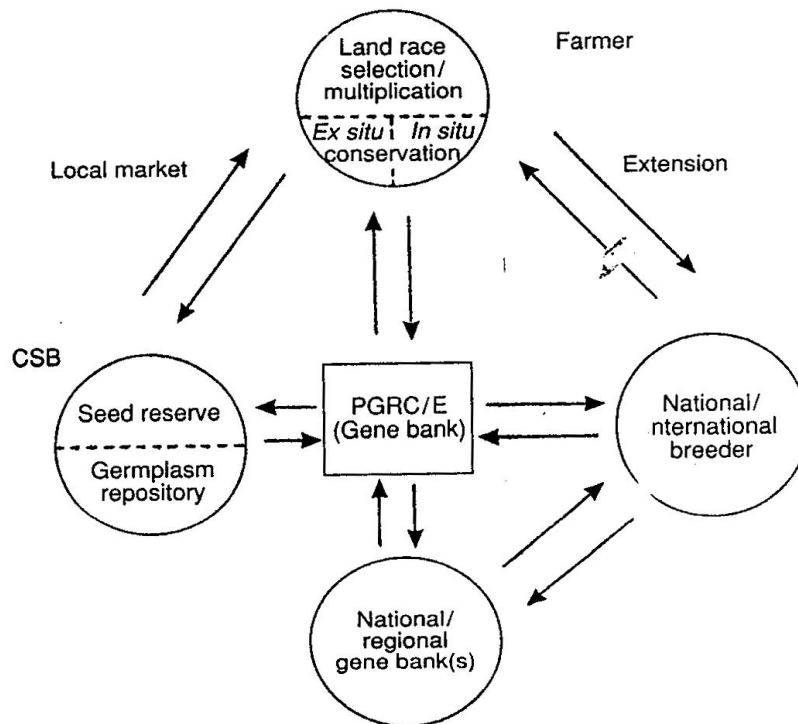 Land race
selection/
multiplication
Ex situ
In situ
conservation
Farmer
Local market
Extension
CSB
Seed reserve
Germplasm
repository
PGRC/E
(Gene bank)
National/
nternational
breeder
National/
regional
gene bank(s)